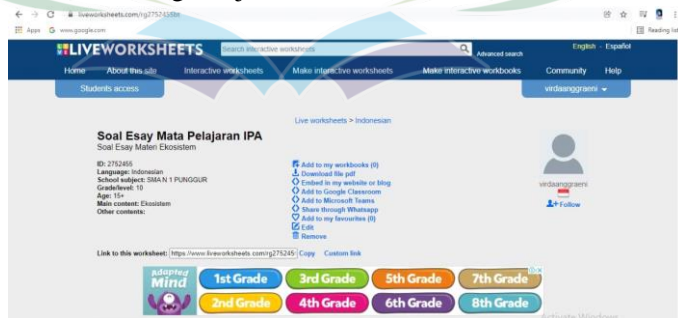 liveworksheets.com/rg2752455
Apps
www.google.com
Reading list
LIVEWORKSHEETS
Search interactive worksheets
Advanced search
English - Español
Home
About this site
Interactive worksheets
Make interactive worksheets
Make interactive workbooks
Community
Help
Students access
virdaanggraeni
Live worksheets > Indonesian
Soal Esay Mata Pelajaran IPA
Soal Esay Materi Ekosistem
ID: 2752455
Language: Indonesian
School subject: SMA N 1 PUNGGUR
Grade/level: 10
Age: 15+
Main content: Ekosistem
Other contents:
Add to my workbooks (0)
Download file pdf
Embed in my website or blog
Add to Google Classroom
Add to Microsoft Teams
Share through Whatsapp
Add to my favourites (0)
Edit
Remove
virdaanggraeni
Follow
Link to this worksheet: https://www.liveworksheets.com/rg275245 Copy Custom link
Adapted Mind
1st Grade
3rd Grade
5th Grade
7th Grade
2nd Grade
4th Grade
6th Grade
8th Grade
Activate Windows